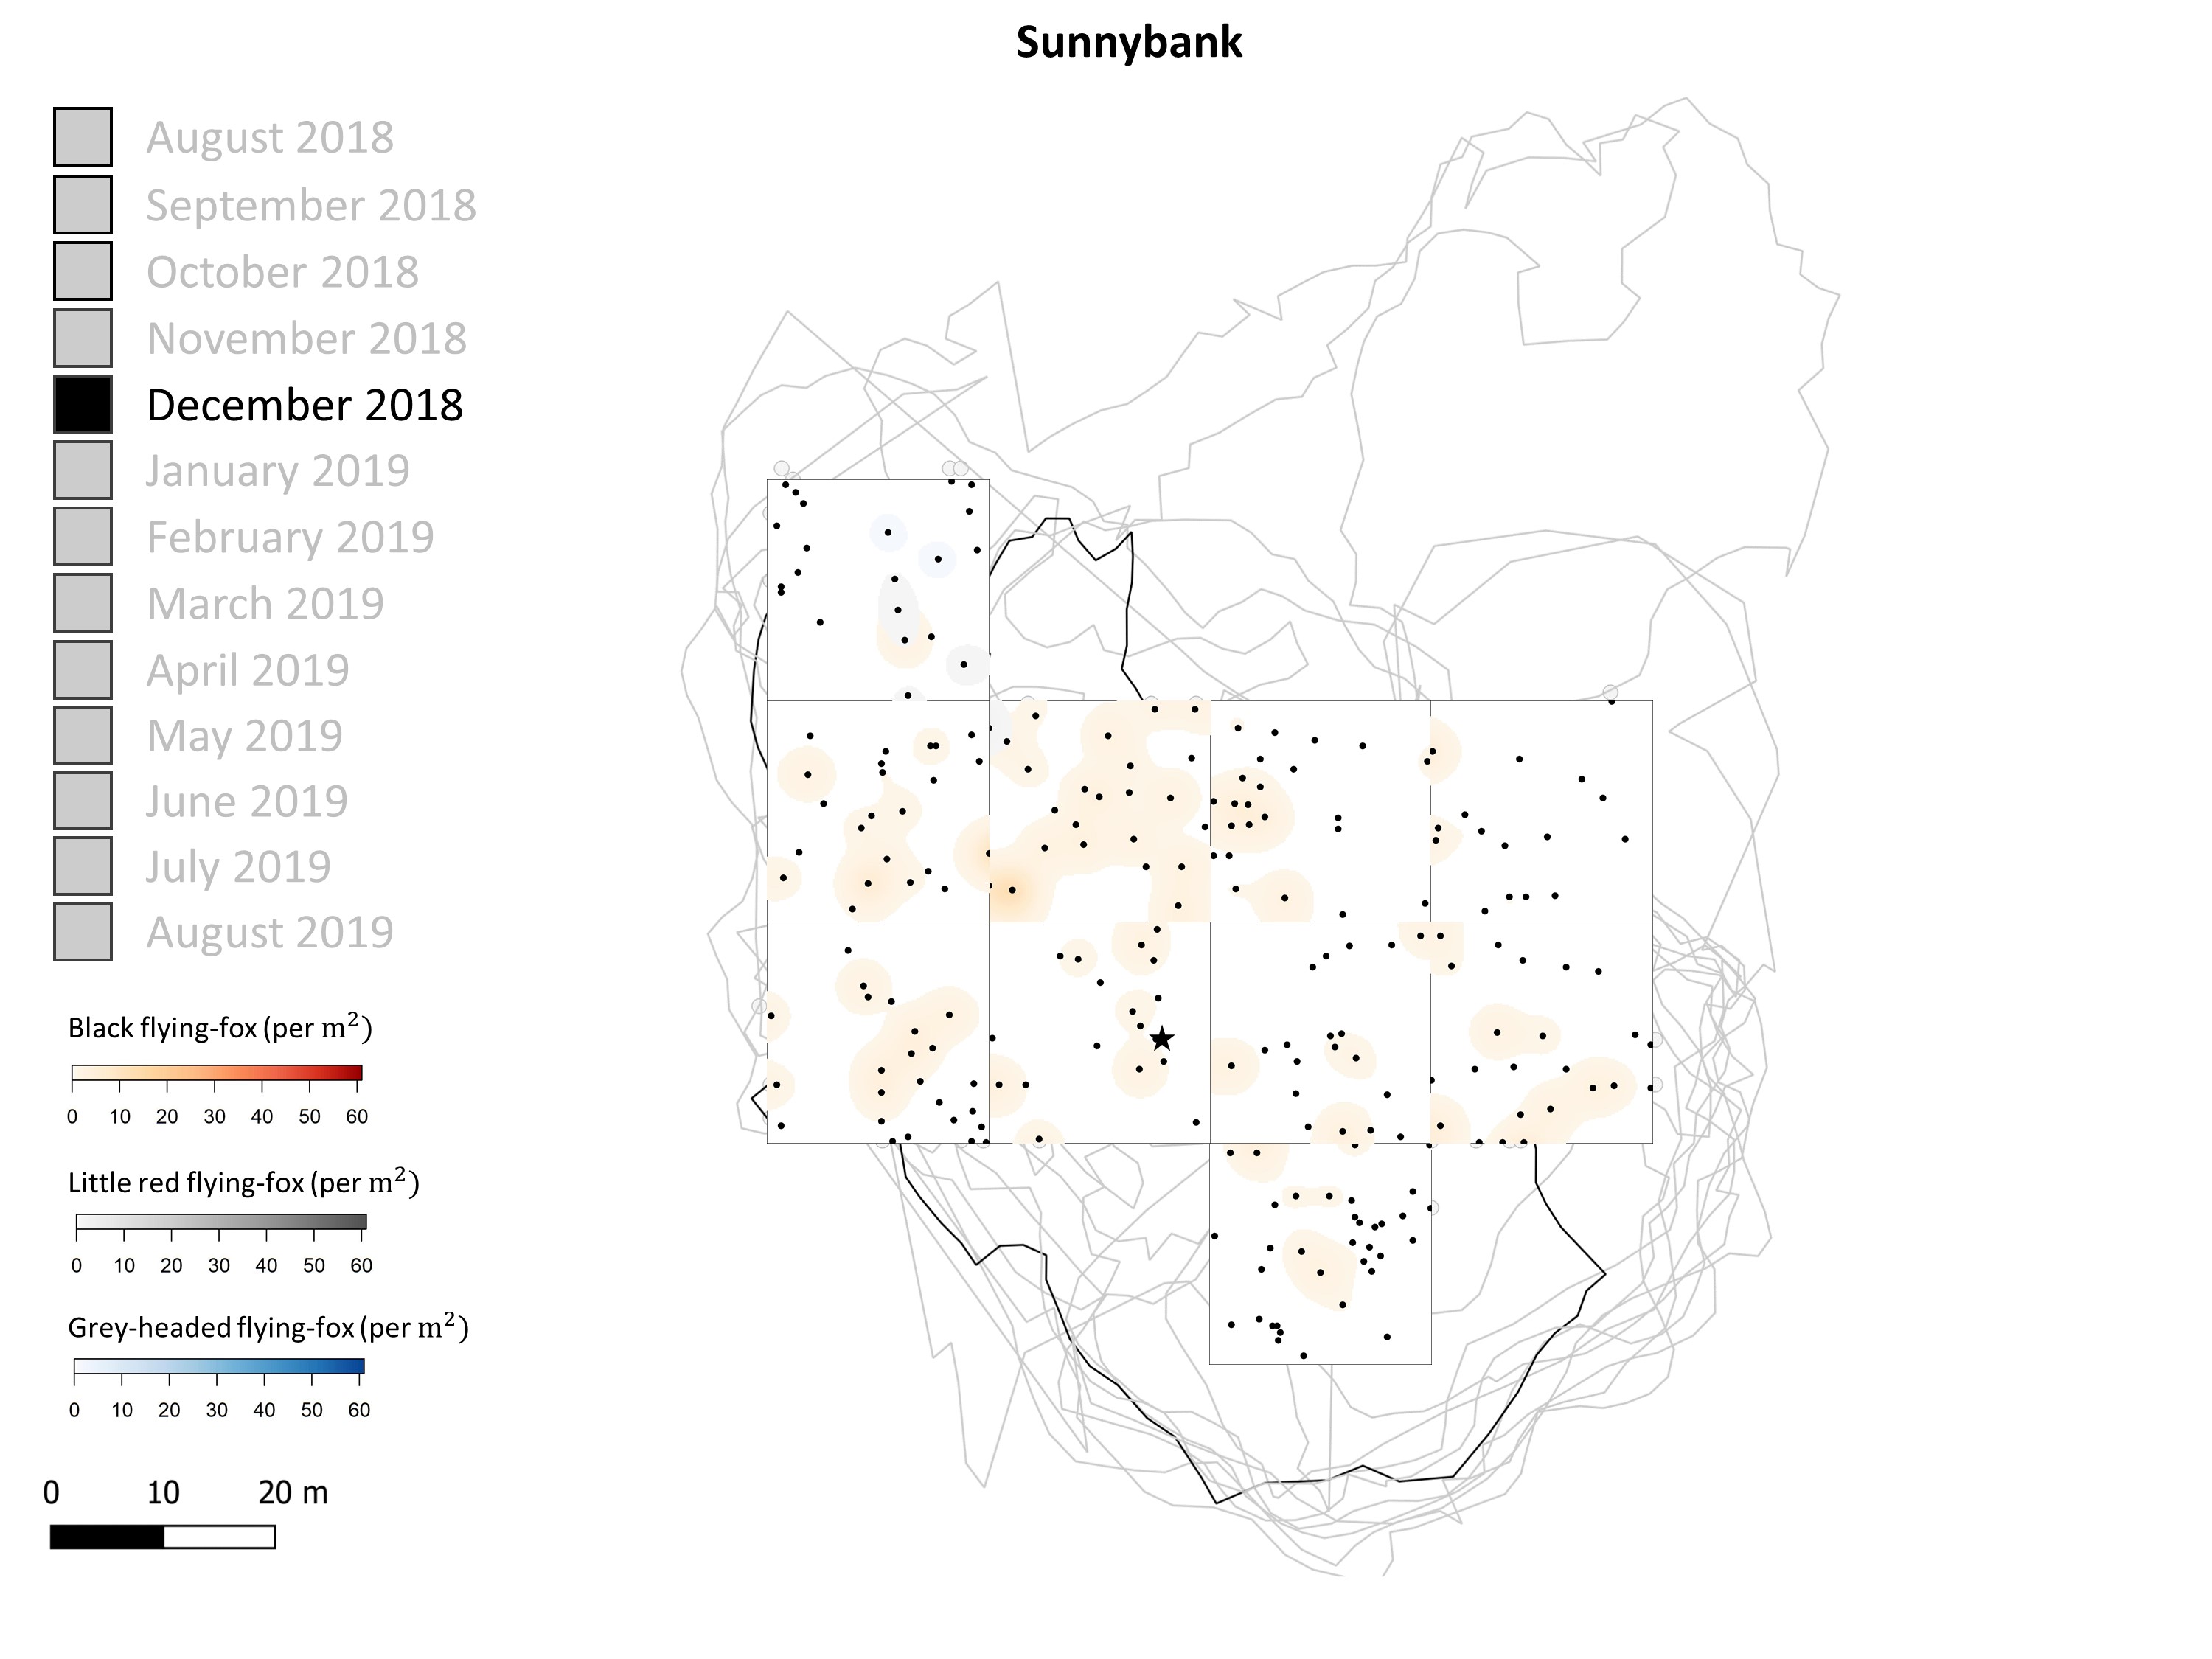 Sunnybank
August 2018
September 2018
October 2018
November 2018
December 2018
January 2019
February 2019
March 2019
April 2019
May 2019
June 2019
July 2019
August 2019
Black flying-fox (per m²)
0 10 20 30 40 50 60
Little red flying-fox (per m²)
0 10 20 30 40 50 60
Grey-headed flying-fox (per m²)
0 10 20 30 40 50 60
0 10 20 m